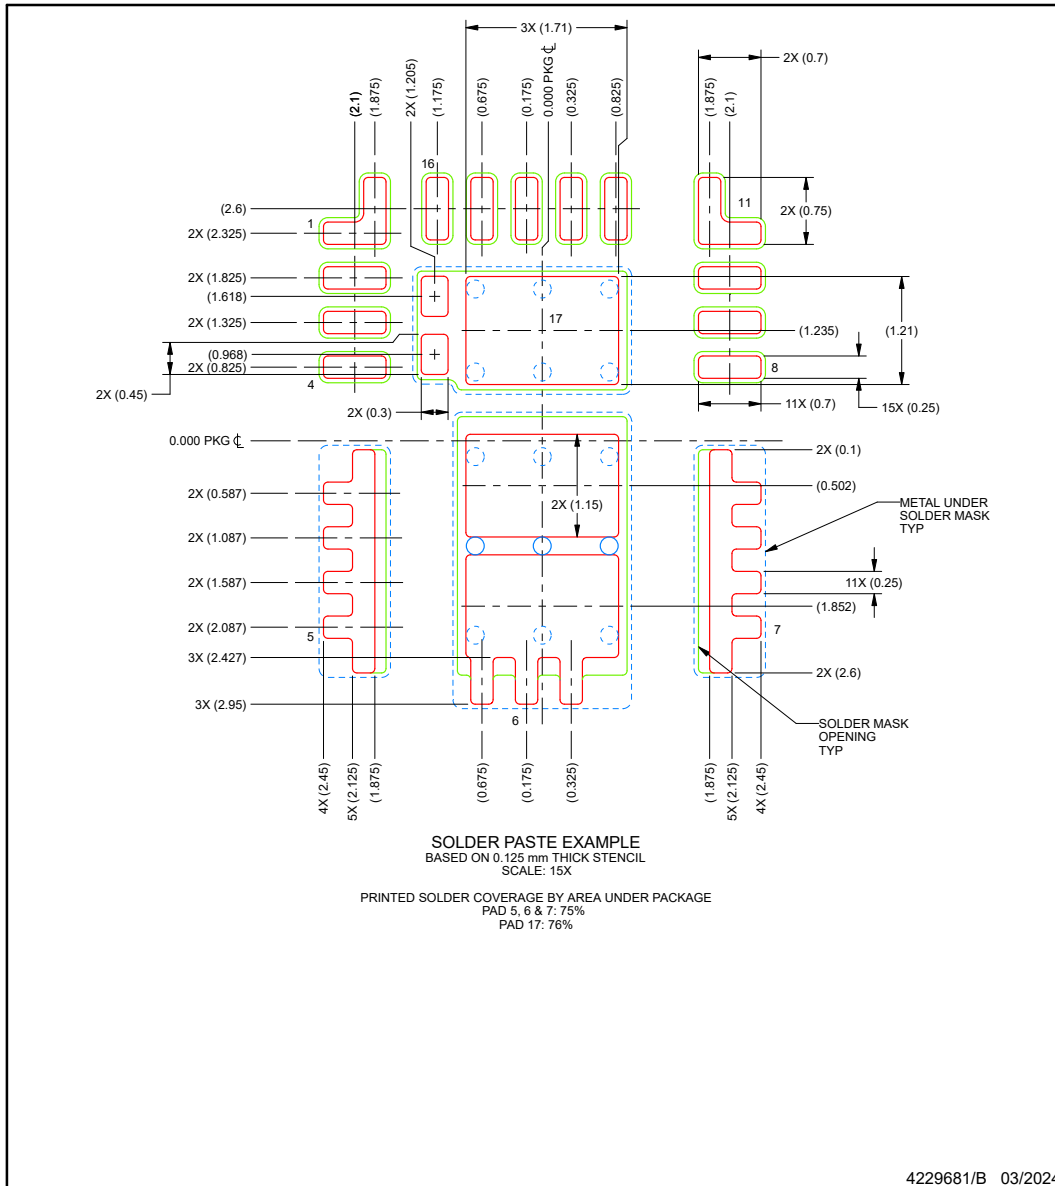 3X (1.71)
2X (0.7)
(2.1)
(1.875)
2X (1.205)
(1.175)
(0.675)
(0.175)
0.000 PKG ℄
(0.325)
(0.825)
(1.875)
(2.1)
16
1
11
(2.6)
2X (2.325)
2X (0.75)
2X (1.825)
(1.618)
2X (1.325)
17
(1.235)
(1.21)
(0.968)
2X (0.825)
4
8
2X (0.45)
2X (0.3)
11X (0.7)
15X (0.25)
0.000 PKG ℄
2X (0.1)
2X (0.587)
(0.502)
2X (1.15)
METAL UNDER
SOLDER MASK
TYP
2X (1.087)
2X (1.587)
11X (0.25)
(1.852)
2X (2.087)
5
7
3X (2.427)
2X (2.6)
3X (2.95)
6
SOLDER MASK
OPENING
TYP
4X (2.45)
5X (2.125)
(1.875)
(0.675)
(0.175)
(0.325)
(1.875)
5X (2.125)
4X (2.45)
SOLDER PASTE EXAMPLE
BASED ON 0.125 mm THICK STENCIL
SCALE: 15X
PRINTED SOLDER COVERAGE BY AREA UNDER PACKAGE
PAD 5, 6 & 7: 75%
PAD 17: 76%
4229681/B 03/2024